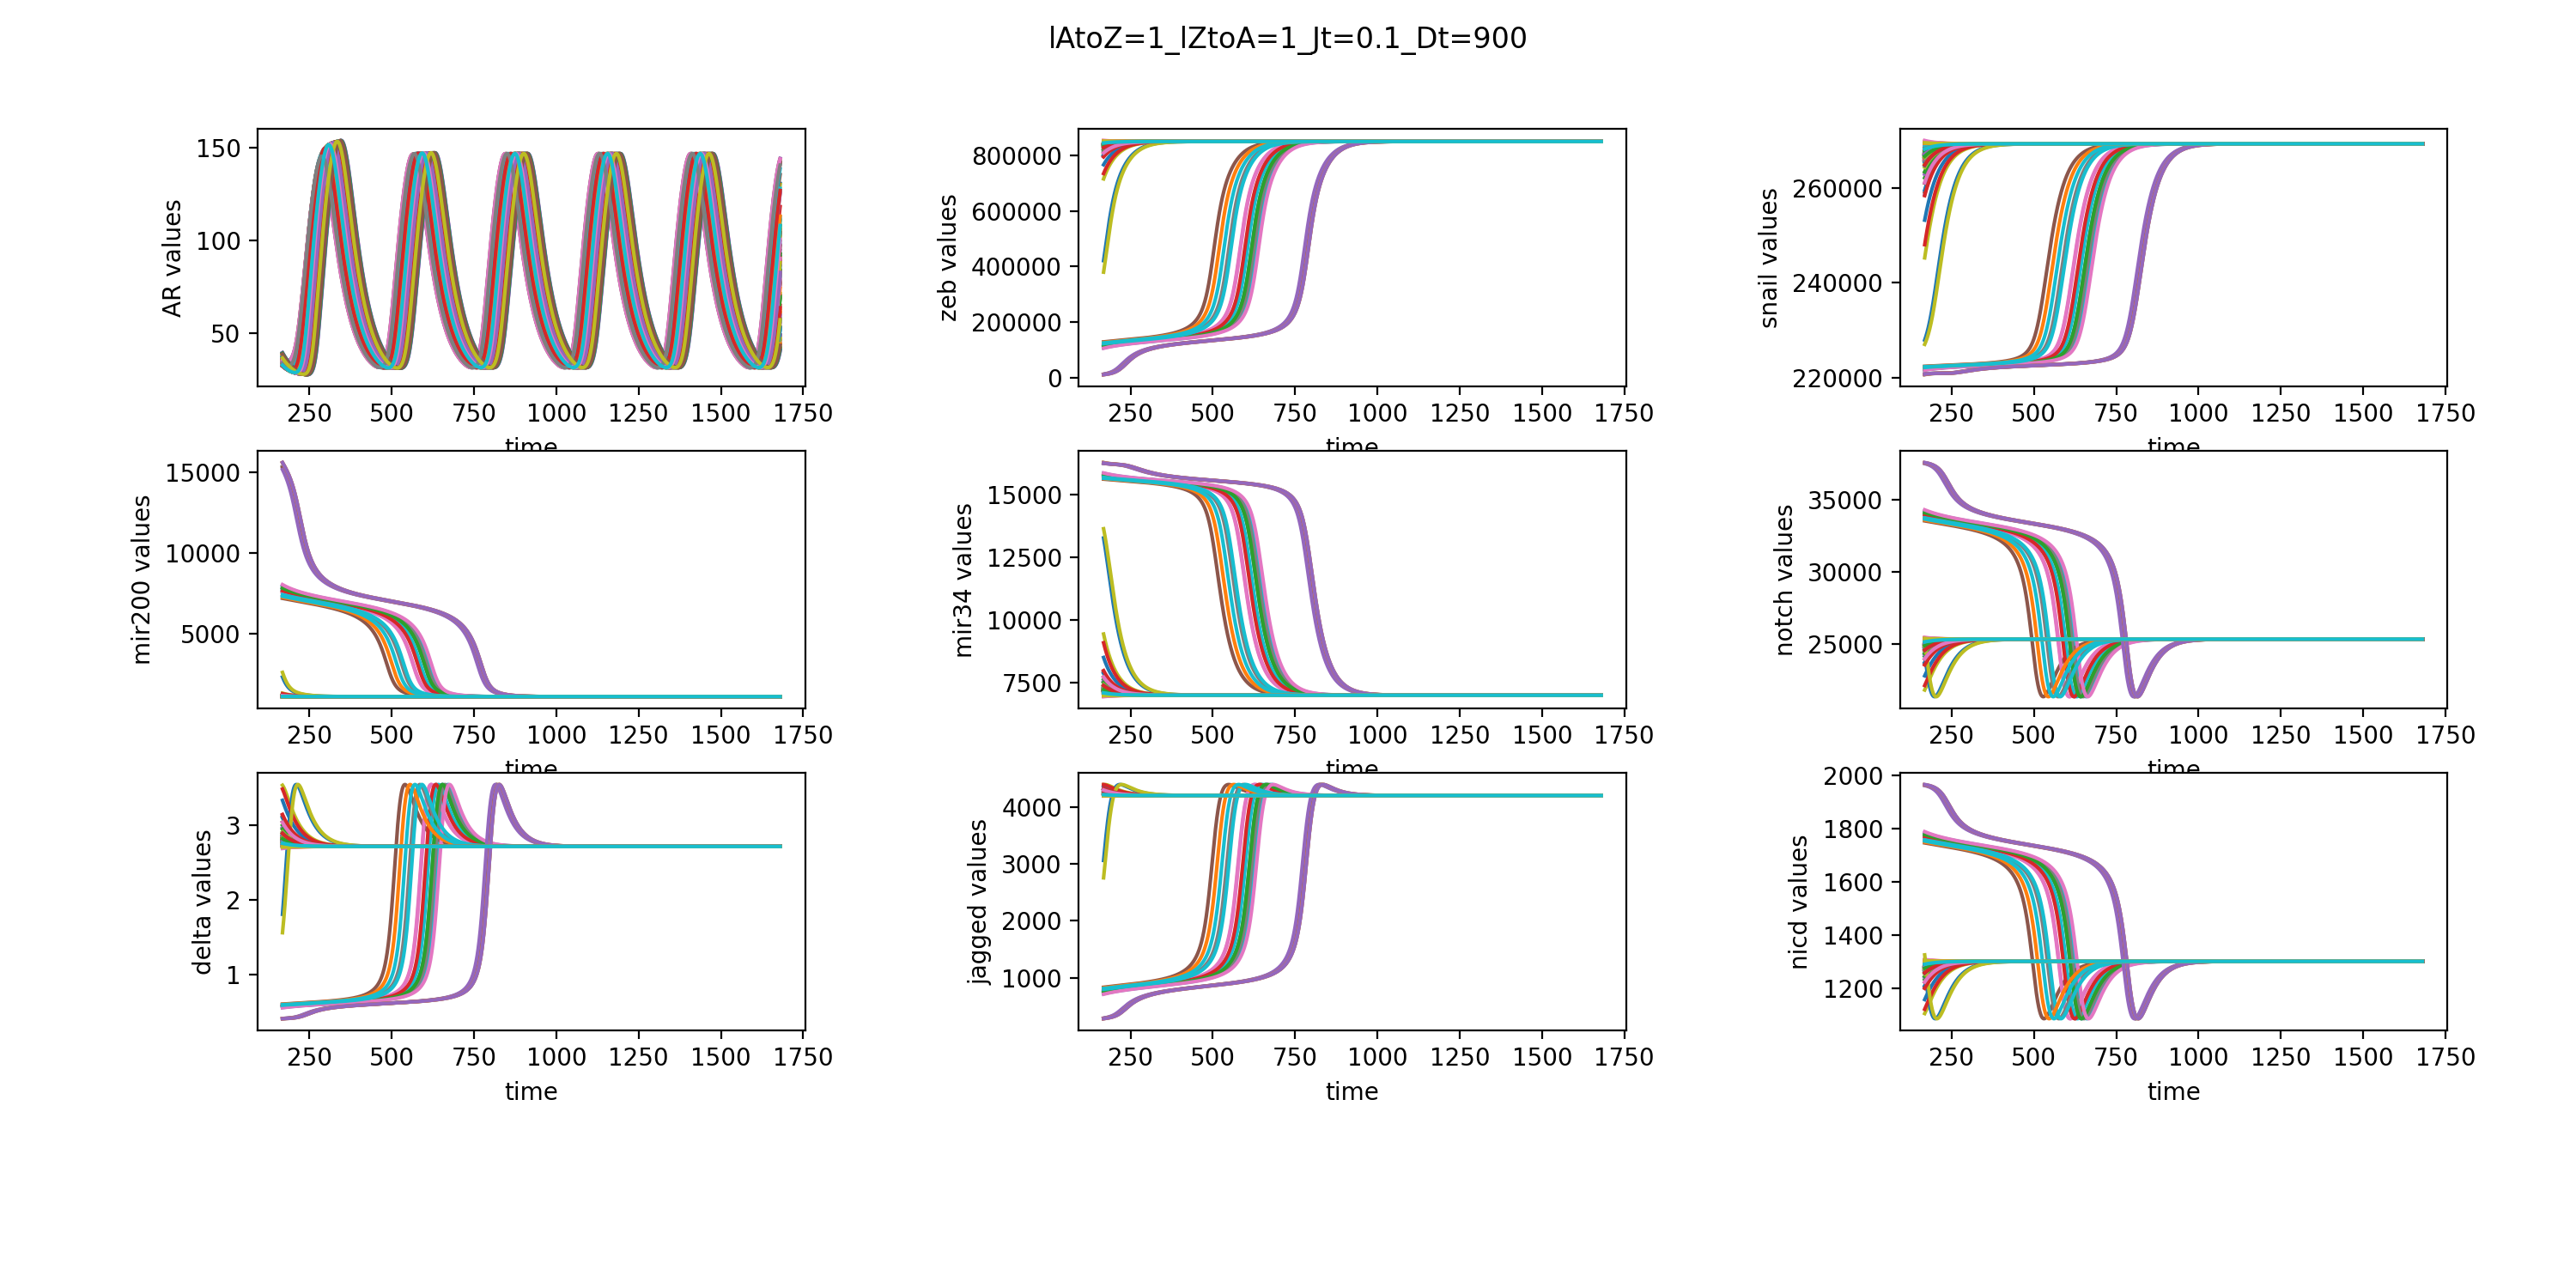 lAtoZ=1_lZtoA=1_Jt=0.1_Dt=900
AR values
150
100
50
250 500 750 1000 1250 1500 1750
time
zeb values
800000
600000
400000
200000
0
250 500 750 1000 1250 1500 1750
time
snail values
260000
240000
220000
250 500 750 1000 1250 1500 1750
time
mir200 values
15000
10000
5000
250 500 750 1000 1250 1500 1750
time
mir34 values
15000
12500
10000
7500
250 500 750 1000 1250 1500 1750
time
notch values
35000
30000
25000
250 500 750 1000 1250 1500 1750
time
delta values
3
2
1
250 500 750 1000 1250 1500 1750
time
jagged values
4000
3000
2000
1000
250 500 750 1000 1250 1500 1750
time
nicd values
2000
1800
1600
1400
1200
250 500 750 1000 1250 1500 1750
time